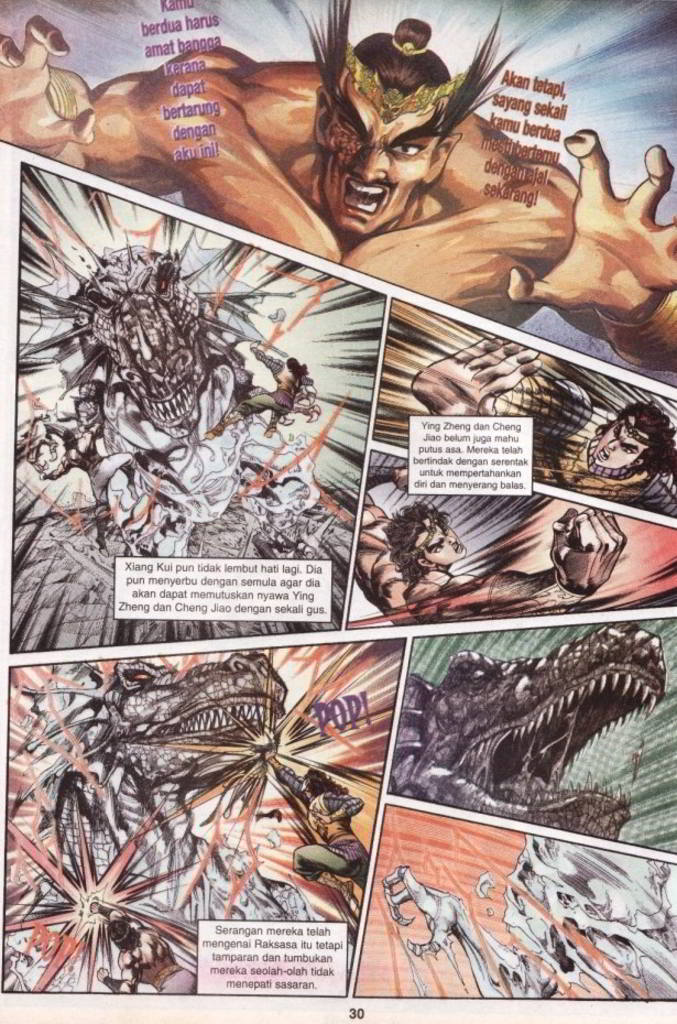 Kamu
berdua harus
amat bangga
kerana
dapat
bertarung
dengan
aku ini!
Akan tetapi,
sayang sekali
kamu berdua
mesti bertemu
dengan ajal
sekarang!
Ying Zheng dan Cheng
Jiao belum juga mahu
putus asa. Mereka telah
bertindak dengan serentak
untuk mempertahankan
diri dan menyerang balas.
Xiang Kui pun tidak lembut hati lagi. Dia
pun menyerbu dengan semula agar dia
akan dapat memutuskan nyawa Ying
Zheng dan Cheng Jiao dengan sekali gus.
POP!
POP!
Serangan mereka telah
mengenai Raksasa itu tetapi
tamparan dan tumbukan
mereka seolah-olah tidak
menepati sasaran.
30